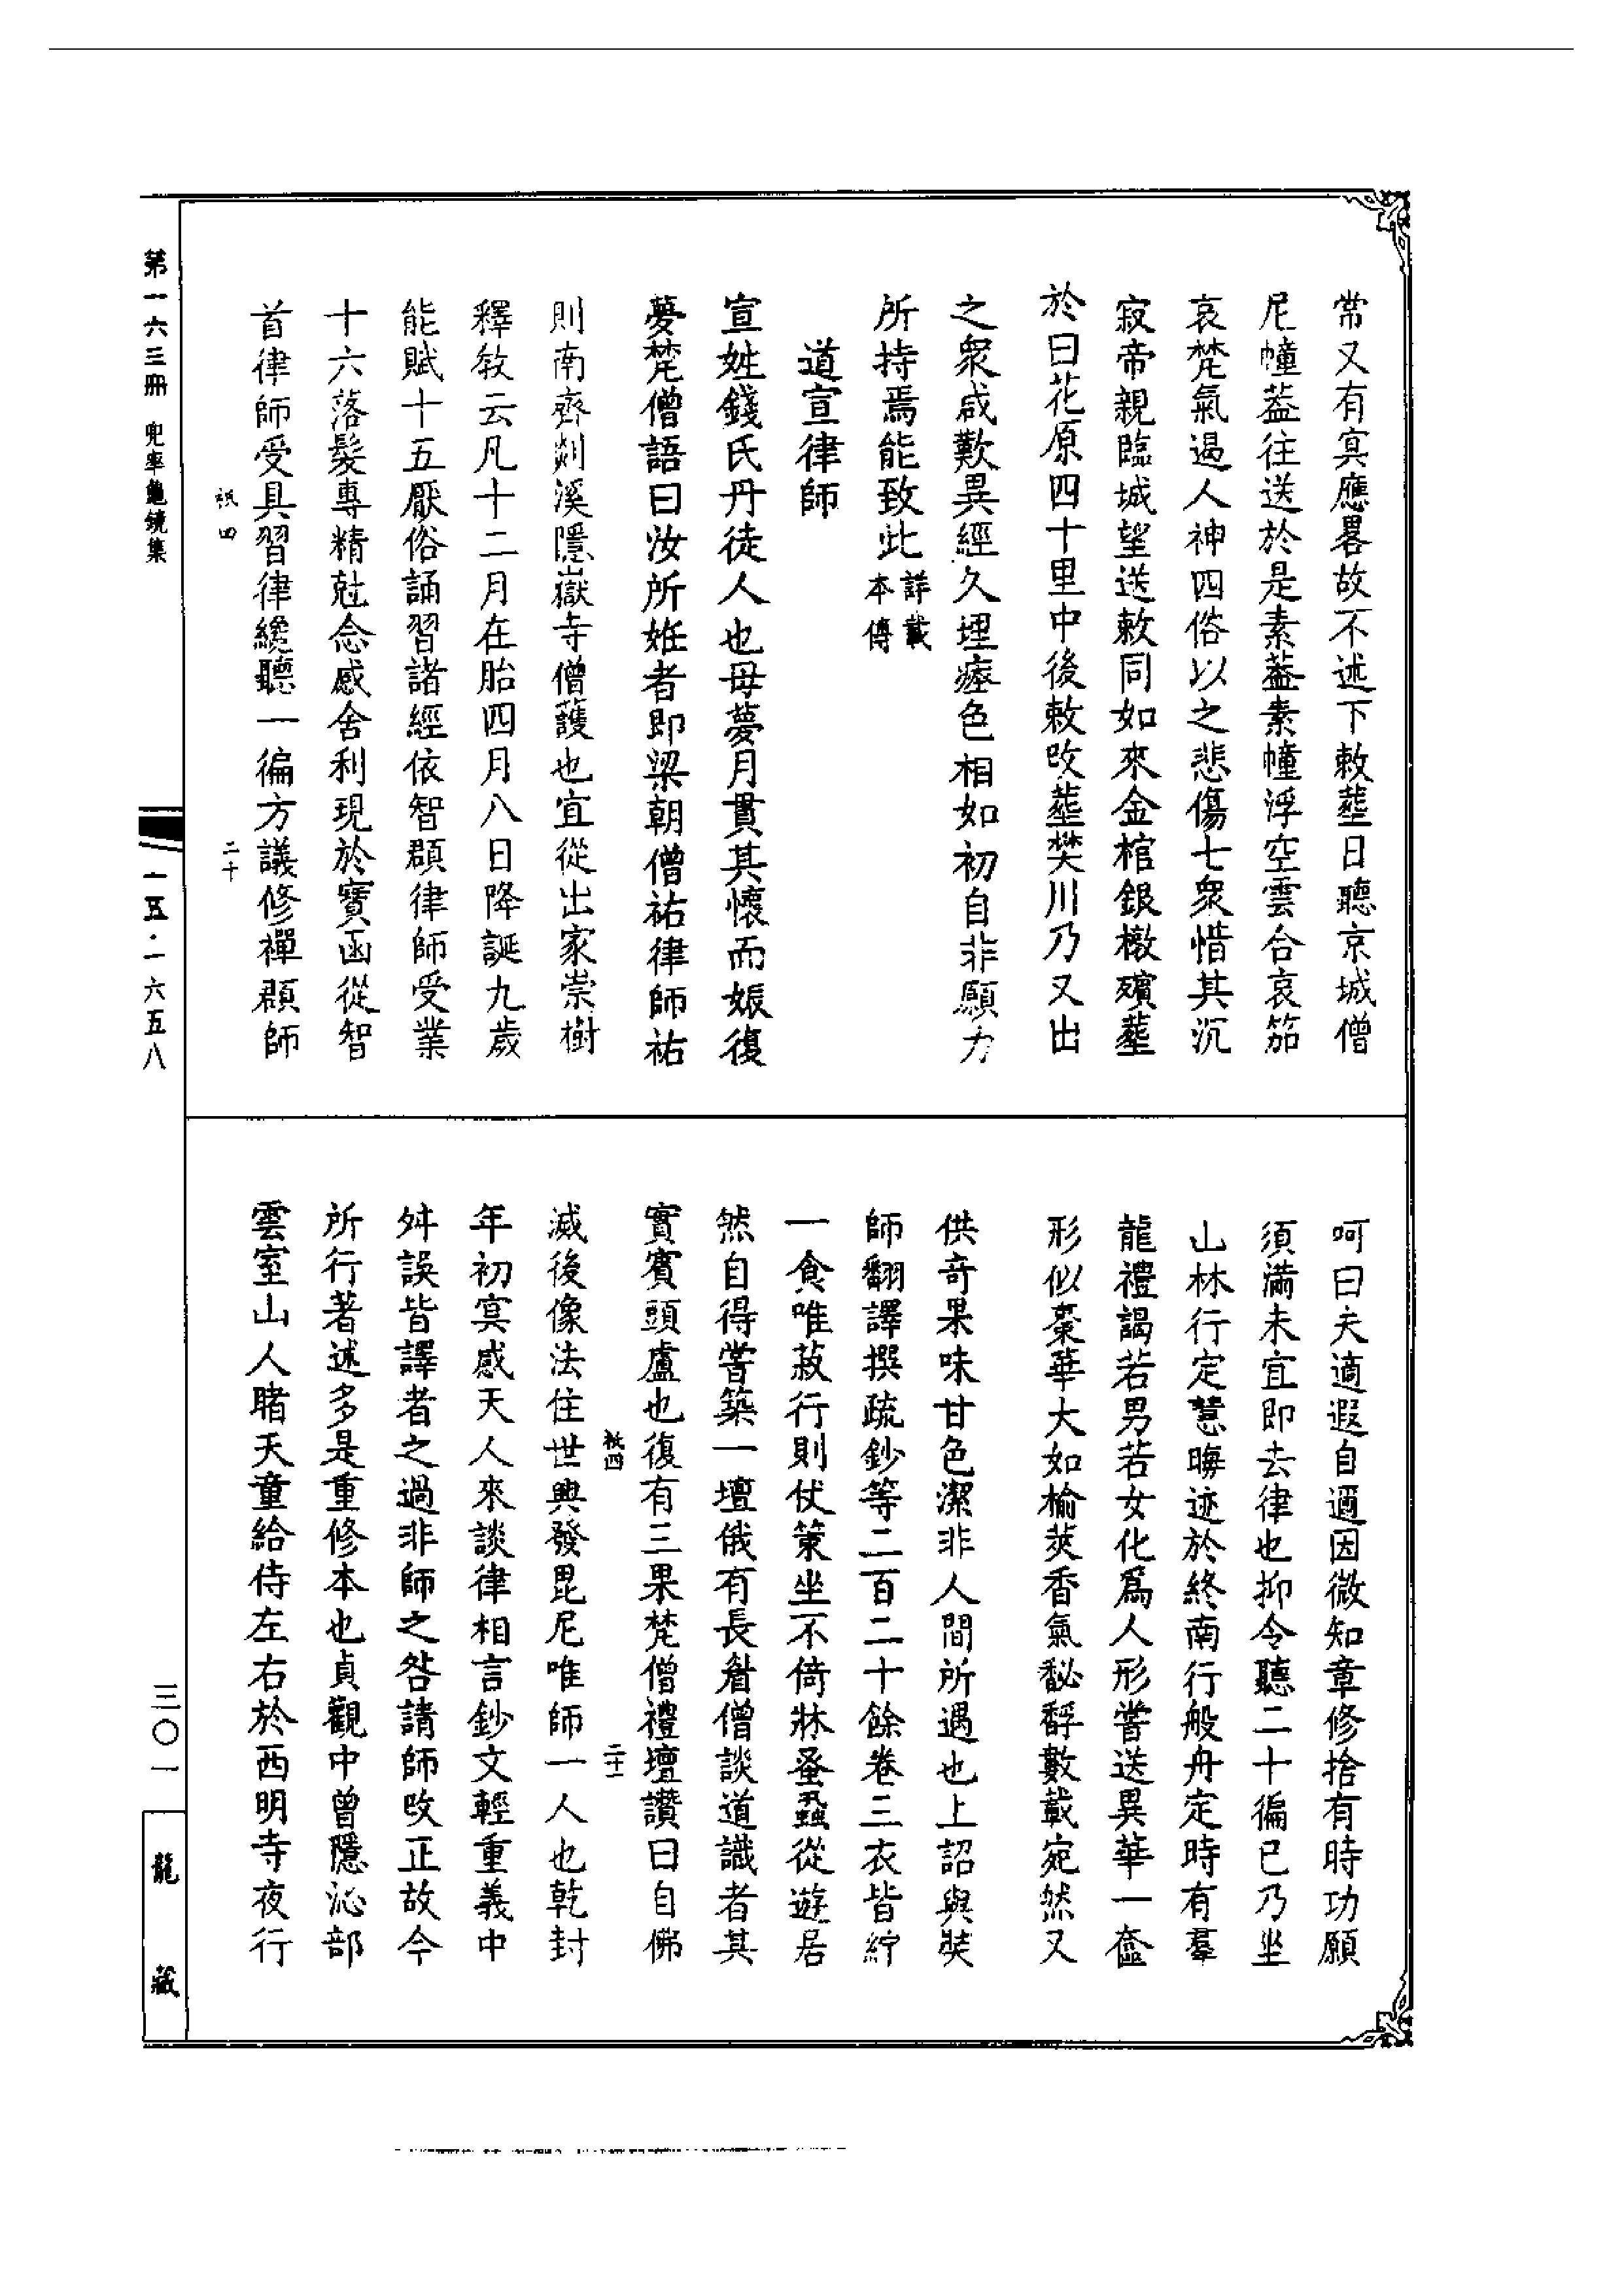 常又有㝠應畧故不述下敕塟日聽京城僧
尼幢葢往送於是素葢素幢浮空雲合哀笳
哀梵氣遏人神四俗以之悲傷七衆惜其沉
寂帝親臨城望送敕同如來金棺銀槨殯塟
於曰花原四十里中後敕改塟樊川乃又出
之衆咸歎異經久埋瘞色相如初自非願力
所持焉能致此詳載本傳
道宣律師
宣姓錢氏丹徒人也母夢月貫其懷而娠復
夢梵僧語曰汝所姙者即梁朝僧祐律師祐
則南齊剡溪隱嶽寺僧䕶也宜從出家崇樹
釋敎云凡十二月在胎四月八日降誕九歲
能賦十五厭俗誦習諸經依智頵律師受業
十六落髮專精尅念感舍利現於寶函從智
首律師受具習律纔聽一徧方議修禪頵師
祇四
二十
呵曰夫適遐自邇因微知章修捨有時功願
須滿未宜即去律也抑令聽二十徧已乃坐
山林行定慧晦迹於終南行般舟定時有羣
龍禮謁若男若女化爲人形嘗送異華一奩
形似棗華大如榆莢香氣馝馞數載宛然又
供奇果味甘色潔非人間所遇也上詔與奘
師翻譯撰疏鈔等二百二十餘卷三衣皆紵
一食唯菽行則仗策坐不倚牀蚤蝨從遊居
然自得嘗築一壇俄有長眉僧談道識者其
實賓頭盧也復有三果梵僧禮壇讚曰自佛
祇四
二十一
滅後像法住世興發毘尼唯師一人也乾封
年初㝠感天人來談律相言鈔文輕重義中
舛誤皆譯者之過非師之咎請師改正故今
所行著述多是重修本也貞觀中曾隱沁部
雲室山人睹天童給侍左右於西明寺夜行
第一六三冊 兜率龜鏡集
一五·一六五八
三〇一
龍藏